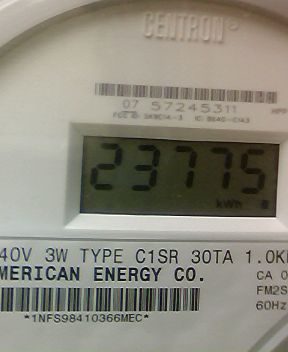 CENTRON®
07 57245311
23775
kWh
40V 3W TYPE C1SR 30TA 1.0K
MERICAN ENERGY CO.
CA 0
FM2S
60Hz
*1NFS98410366MEC*